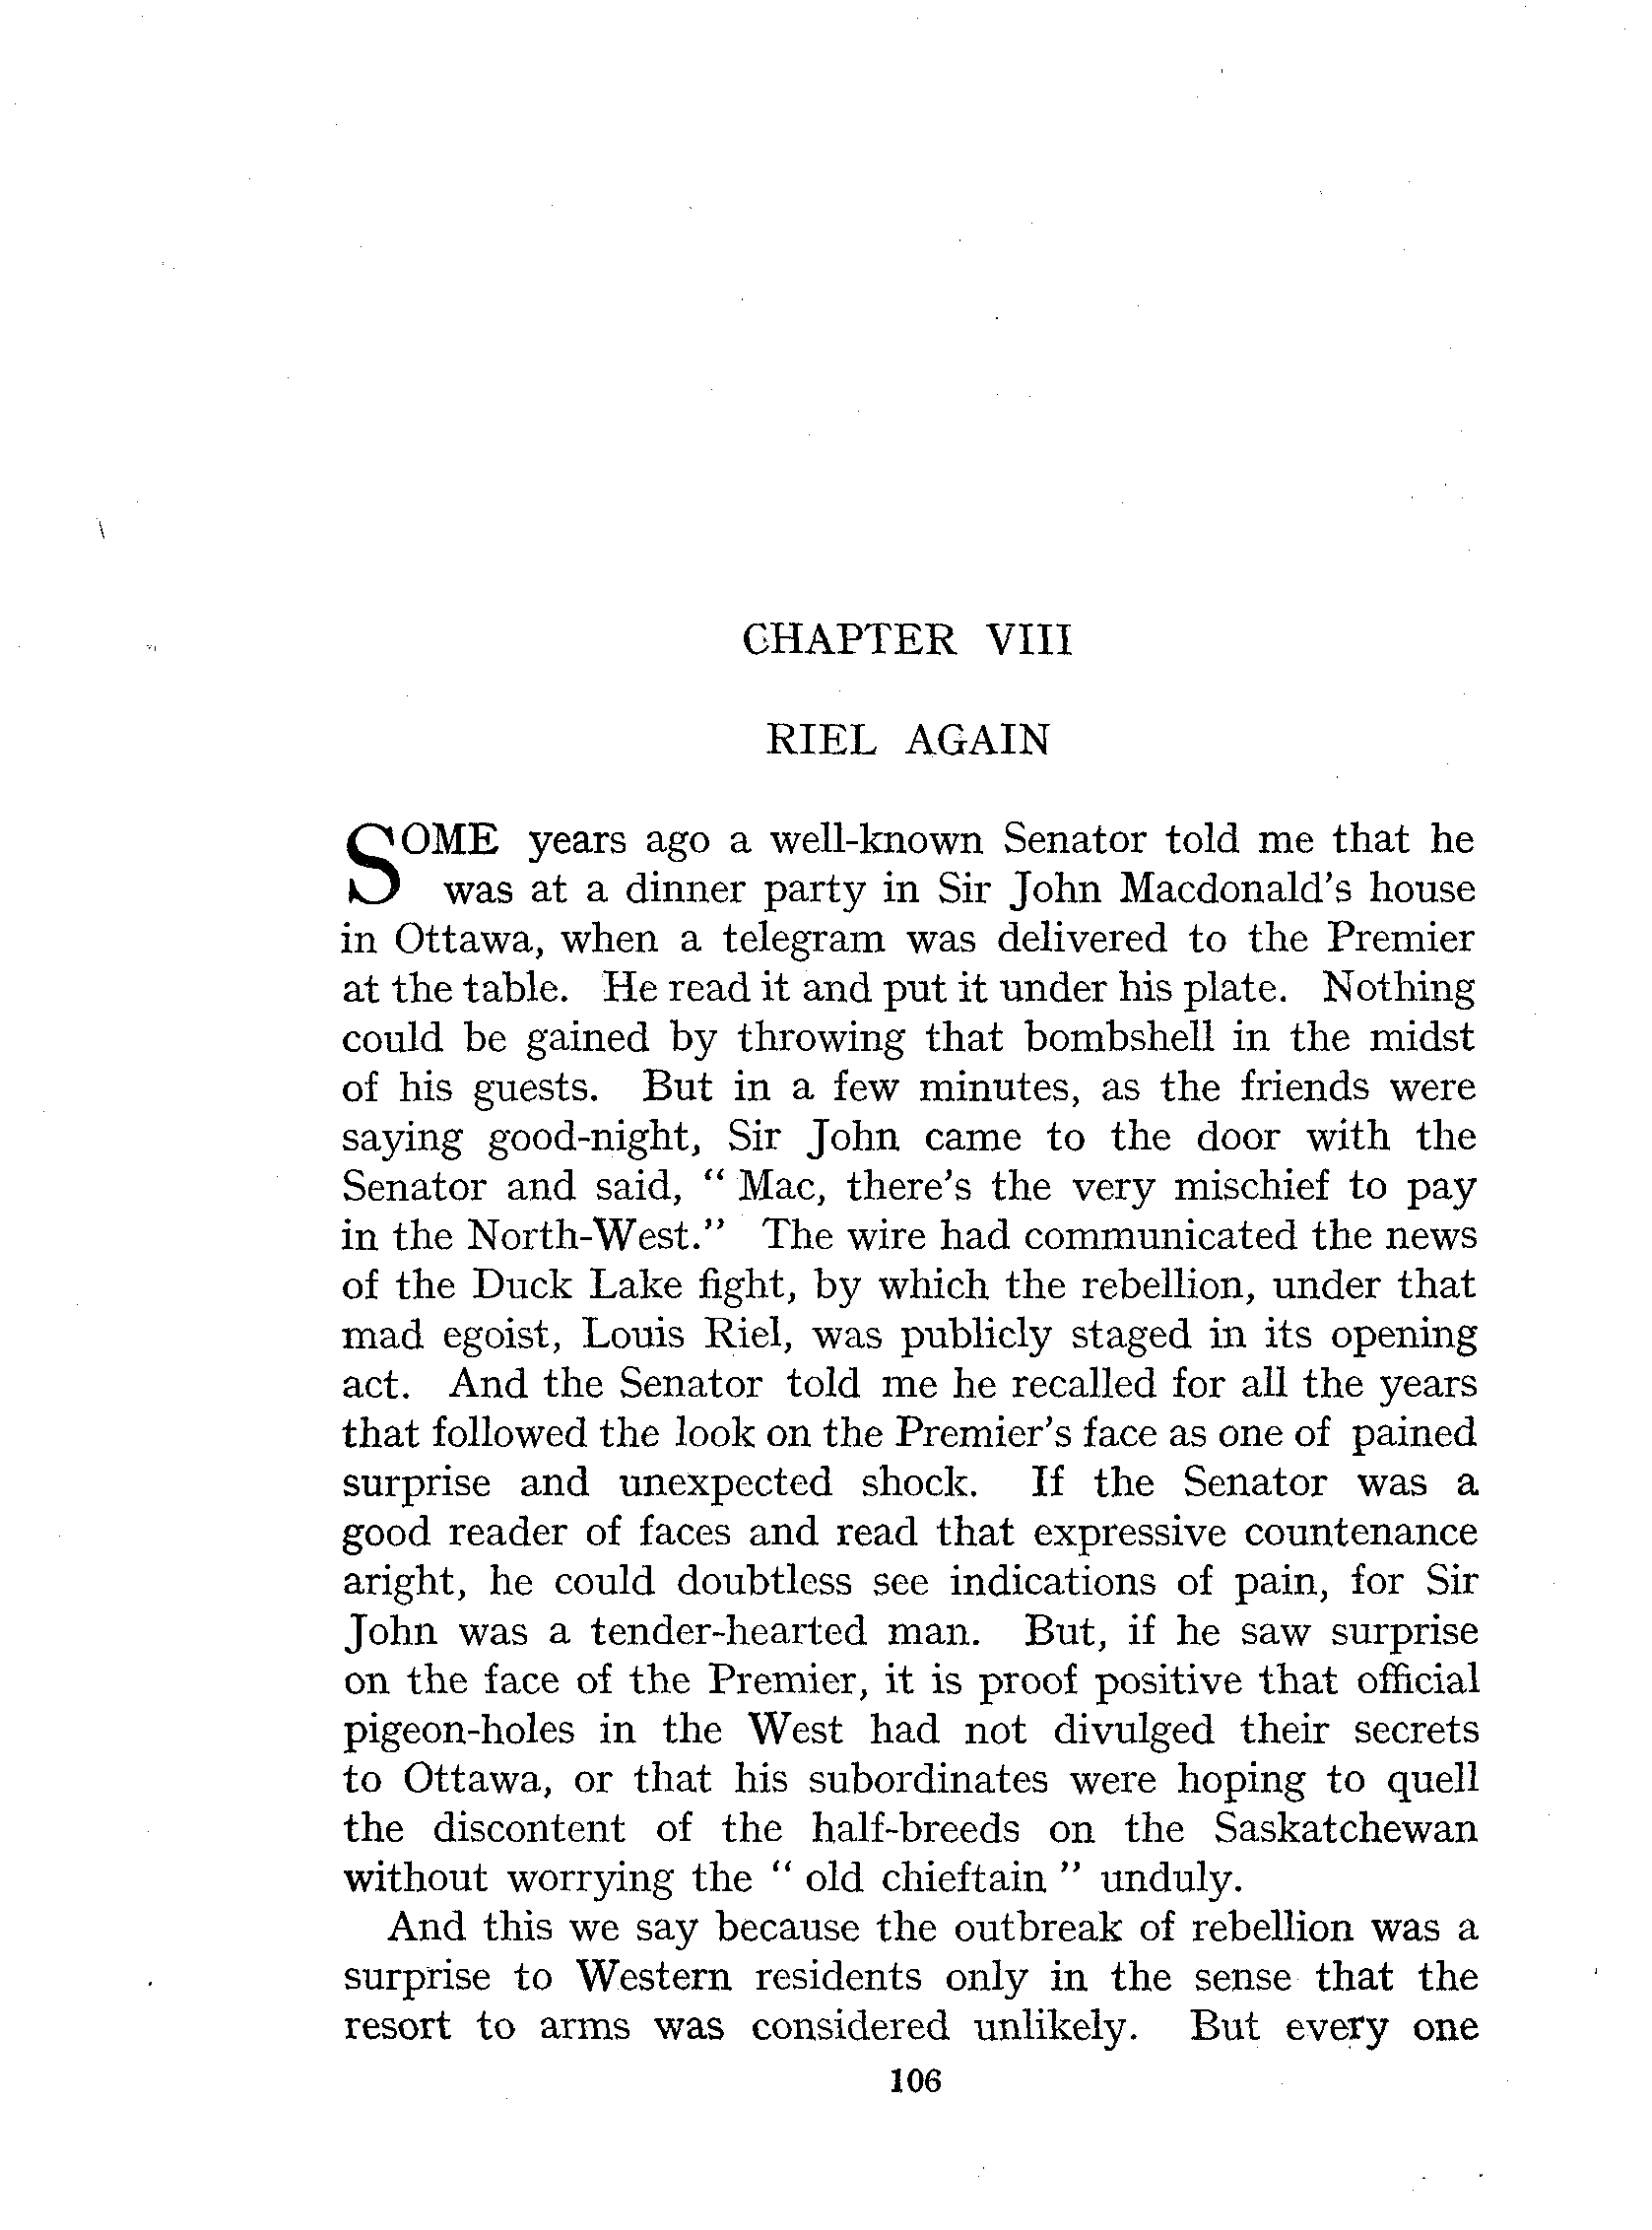 CHAPTER VIII
RIEL AGAIN
SOME years ago a well-known Senator told me that he
was at a dinner party in Sir John Macdonald's house
in Ottawa, when a telegram was delivered to the Premier
at the table. He read it and put it under his plate. Nothing
could be gained by throwing that bombshell in the midst
of his guests. But in a few minutes, as the friends were
saying good-night, Sir John came to the door with the
Senator and said, “ Mac, there's the very mischief to pay
in the North-West.” The wire had communicated the news
of the Duck Lake fight, by which the rebellion, under that
mad egoist, Louis Riel, was publicly staged in its opening
act. And the Senator told me he recalled for all the years
that followed the look on the Premier's face as one of pained
surprise and unexpected shock. If the Senator was a
good reader of faces and read that expressive countenance
aright, he could doubtless see indications of pain, for Sir
John was a tender-hearted man. But, if he saw surprise
on the face of the Premier, it is proof positive that official
pigeon-holes in the West had not divulged their secrets
to Ottawa, or that his subordinates were hoping to quell
the discontent of the half-breeds on the Saskatchewan
without worrying the “ old chieftain ” unduly.
And this we say because the outbreak of rebellion was a
surprise to Western residents only in the sense that the
resort to arms was considered unlikely. But every one
106